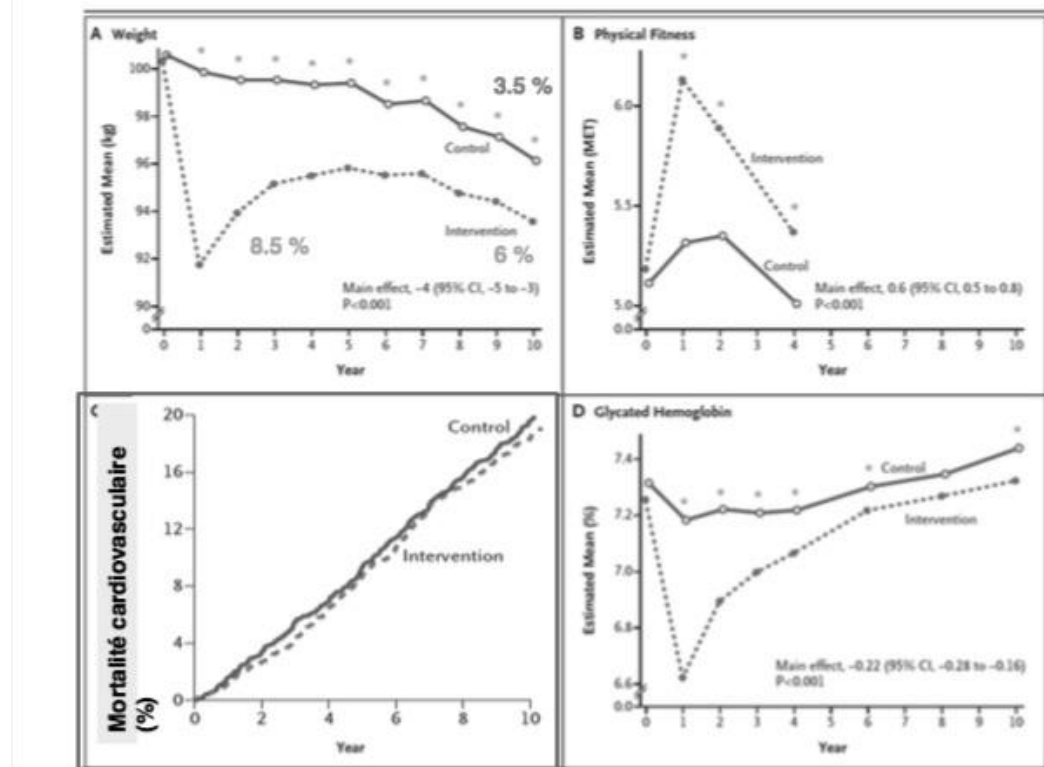 A Weight
100
98
96
94
92
90
0
Estimated Mean (kg)
3.5 %
Control
8.5 %
Intervention
6 %
Main effect, −4 (95% CI, −5 to −3)
P<0.001
0 1 2 3 4 5 6 7 8 9 10
Year
B Physical Fitness
6.0
5.5
5.0
0.0
Estimated Mean (MET)
Intervention
Control
Main effect, 0.6 (95% CI, 0.5 to 0.8)
P<0.001
0 1 2 3 4 5 6 7 8 9 10
Year
Mortalité cardiovasculaire
(%)
20
16
12
8
4
0
Control
Intervention
0 2 4 6 8 10
Year
D Glycated Hemoglobin
7.4
7.2
7.0
6.8
6.6
0.0
Estimated Mean (%)
Control
Intervention
Main effect, −0.22 (95% CI, −0.28 to −0.16)
P<0.001
0 1 2 3 4 5 6 7 8 9 10
Year